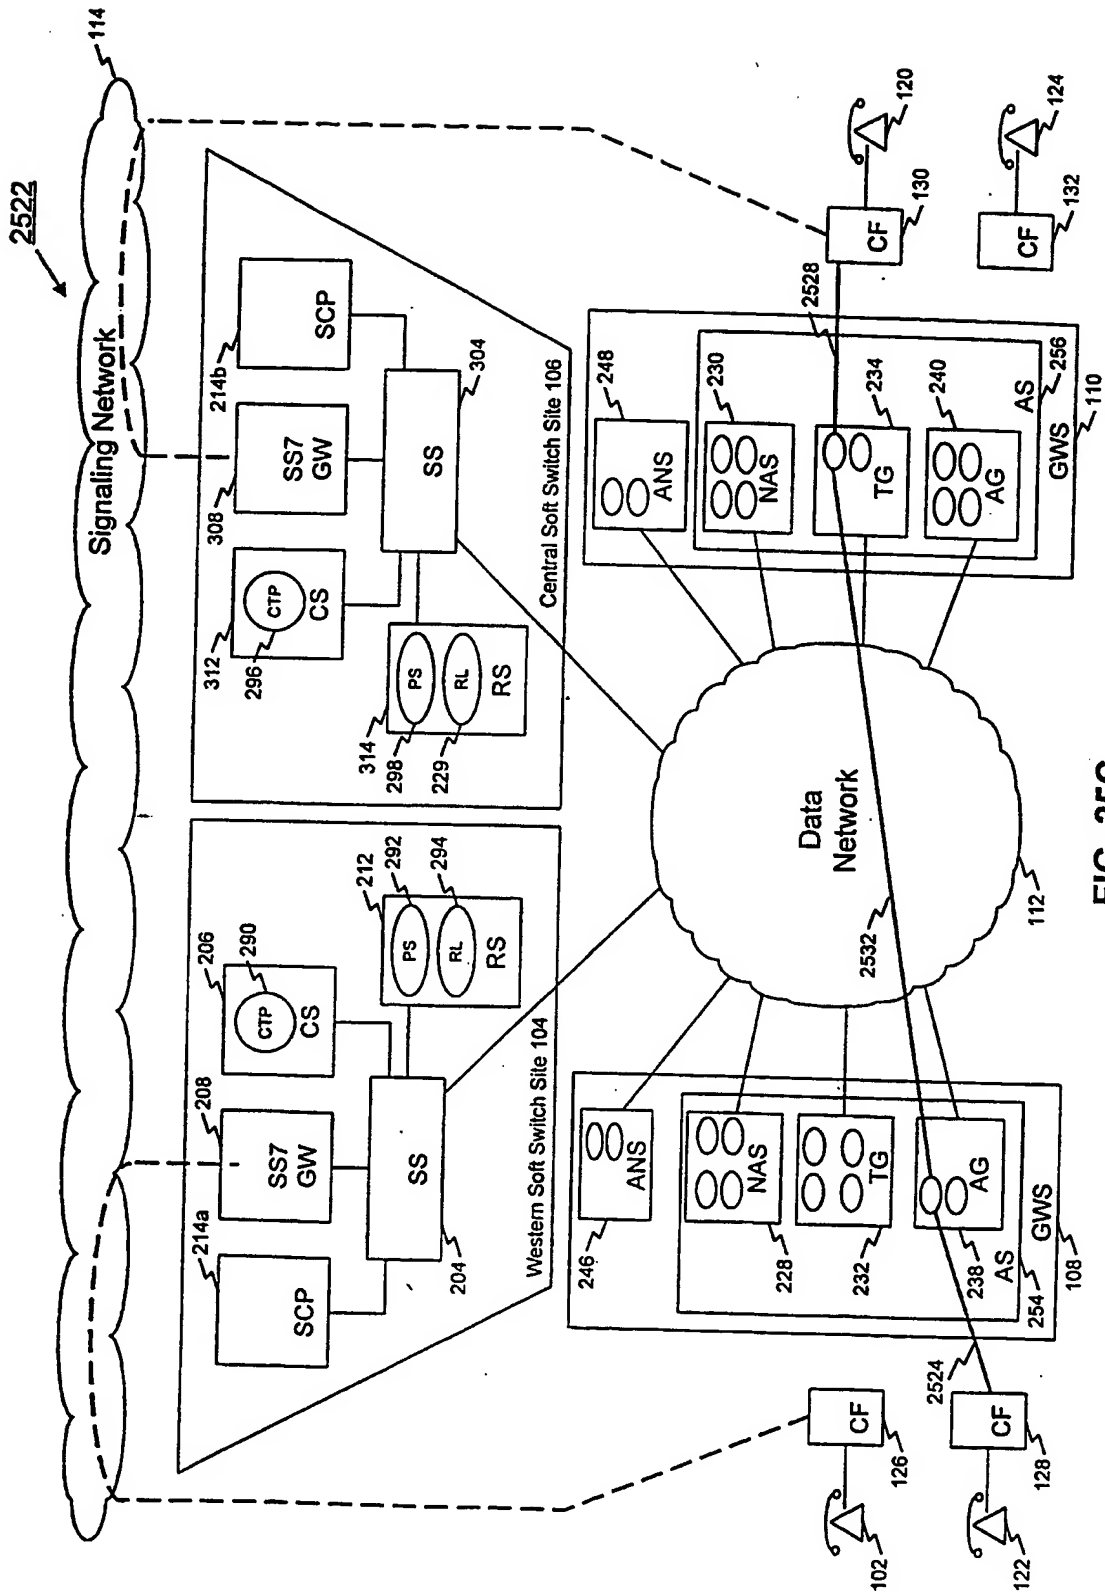 2522
114
Signaling Network
214a
SCP
208
SS7
GW
206
290
CTP
CS
SS
204
212
292
294
PS
RL
RS
Western Soft Switch Site 104
312
296
CTP
CS
308
SS7
GW
214b
SCP
SS
304
314
298
229
PS
RL
RS
Central Soft Switch Site 106
246
ANS
228
NAS
232
TG
238
AG
AS
254
GWS
108
Data
Network
112
2532
248
ANS
230
NAS
234
TG
240
AG
AS
256
GWS
110
2528
2524
102
CF
126
122
CF
128
CF
130
120
CF
132
124